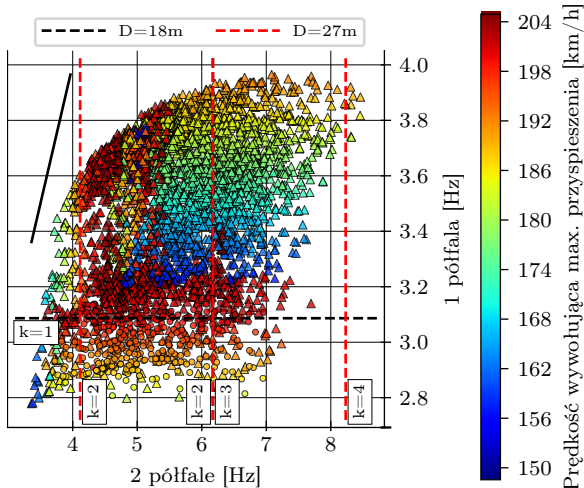 D=18m D=27m
4.0
3.8
3.6
3.4
3.2
3.0
2.8
1 półfala [Hz]
k=1
k=2
k=2
k=3
k=4
4 5 6 7 8
2 półfale [Hz]
204
198
192
186
180
174
168
162
156
150
Prędkość wywołująca max. przyspieszenia [km/h]